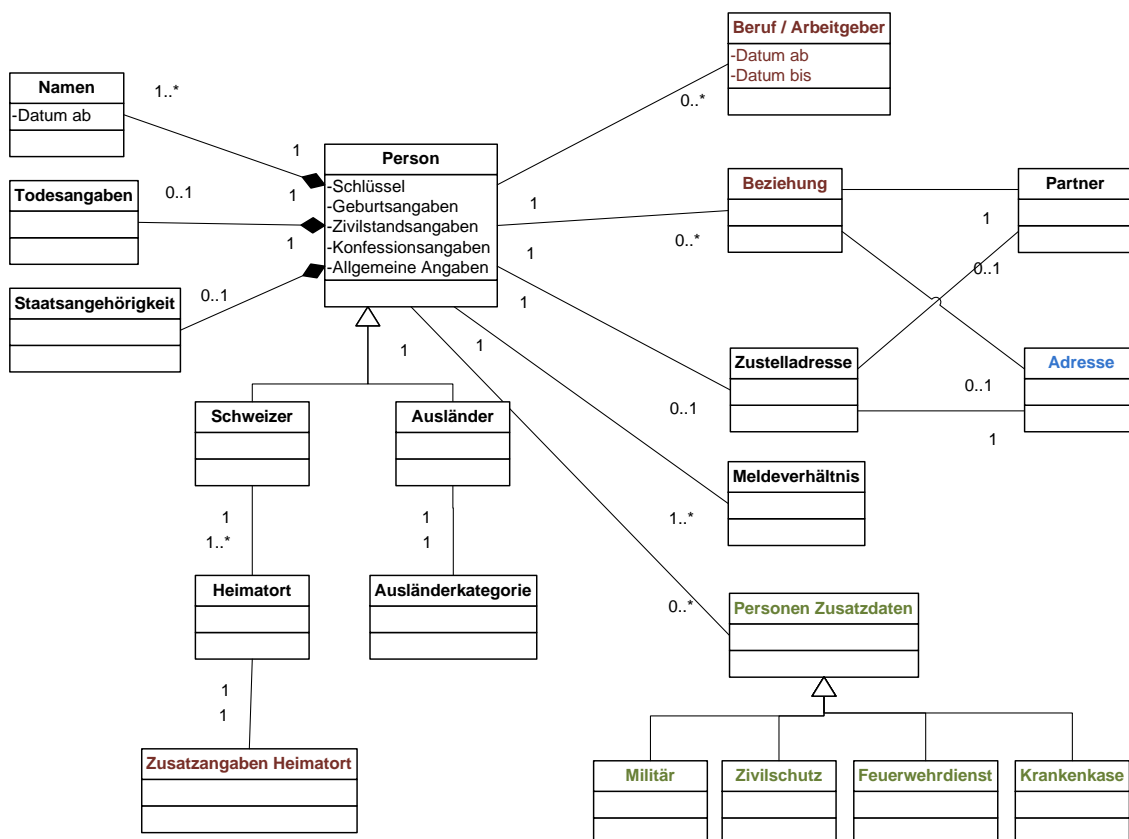 Beruf / Arbeitgeber
-Datum ab
-Datum bis
0..*
Namen
-Datum ab
1..*
1
Person
-Schlüssel
-Geburtsangaben
-Zivilstandsangaben
-Konfessionsangaben
-Allgemeine Angaben
Todesangaben
0..1
1
1
Staatsangehörigkeit
0..1
1
0..*
1
1
Beziehung
Partner
1
0..1
Zustelladresse
Adresse
0..1
0..1
1
1
1
Schweizer
Ausländer
Meldeverhältnis
1..*
1
1..*
1
1
Heimatort
Ausländerkategorie
0..*
Personen Zusatzdaten
1
1
Zusatzangaben Heimatort
Militär
Zivilschutz
Feuerwehrdienst
Krankenkase